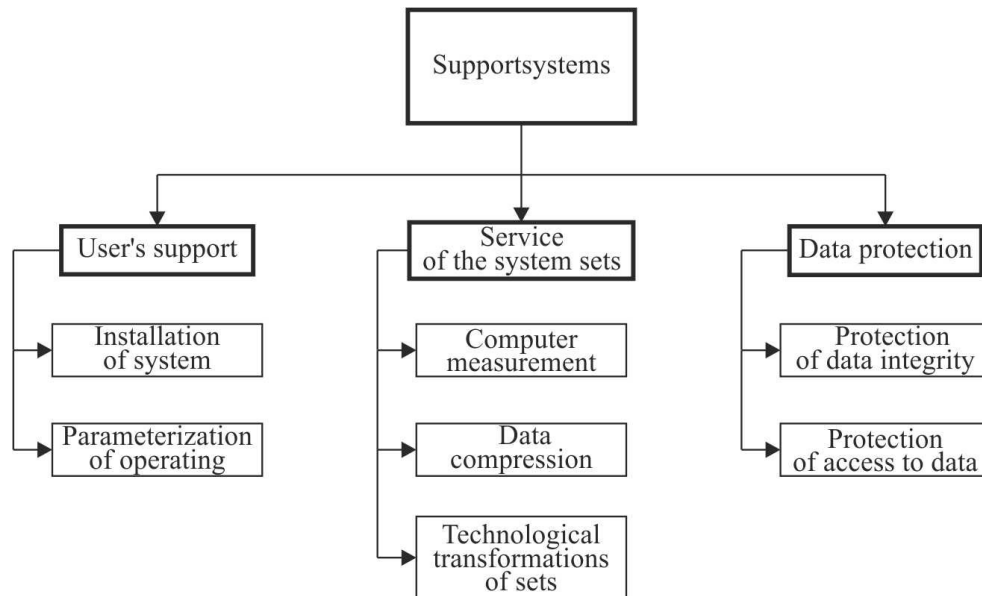 Supportsystems
User's support
Service
of the system sets
Data protection
Installation
of system
Computer
measurement
Protection
of data integrity
Parameterization
of operating
Data
compression
Protection
of access to data
Technological
transformations
of sets